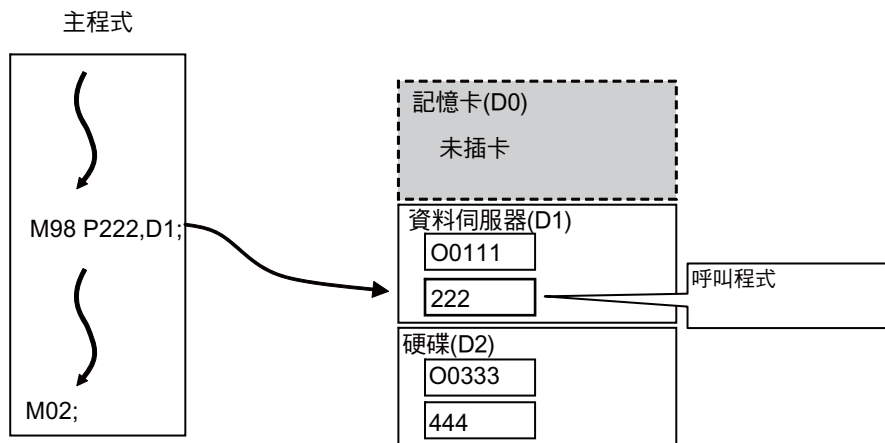 主程式
M98 P222,D1;
M02;
記憶卡(D0)
未插卡
資料伺服器(D1)
O0111
222
呼叫程式
硬碟(D2)
O0333
444